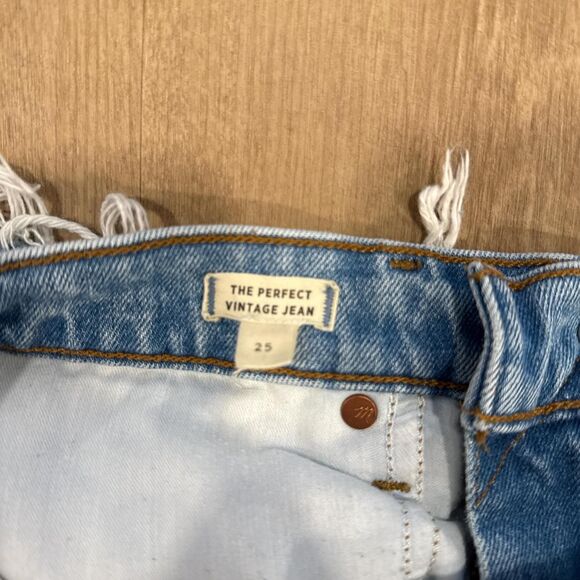 THE PERFECT
VINTAGE JEAN
25
m